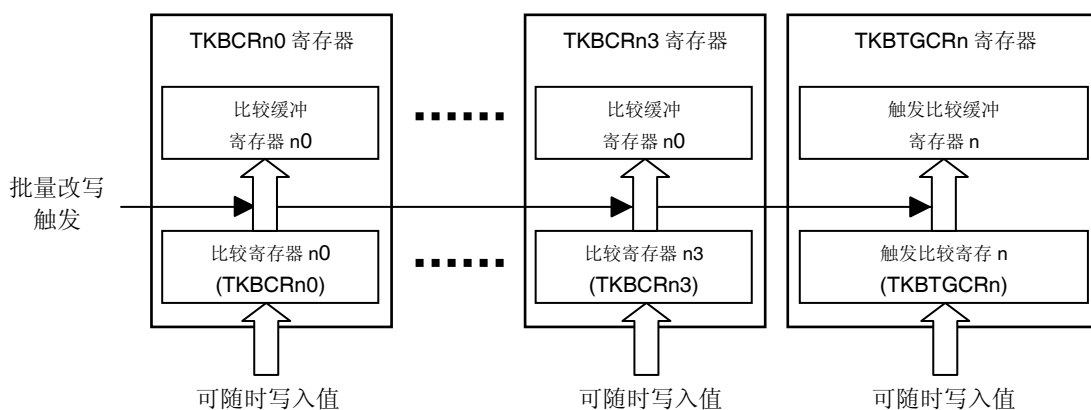 TKBCRn0 寄存器
TKBCRn3 寄存器
TKBTGCRn 寄存器
比较缓冲
寄存器 n0
比较缓冲
寄存器 n0
触发比较缓冲
寄存器 n
批量改写
触发
比较寄存器 n0
(TKBCRn0)
比较寄存器 n3
(TKBCRn3)
触发比较寄存 n
(TKBTGCRn)
可随时写入值
可随时写入值
可随时写入值